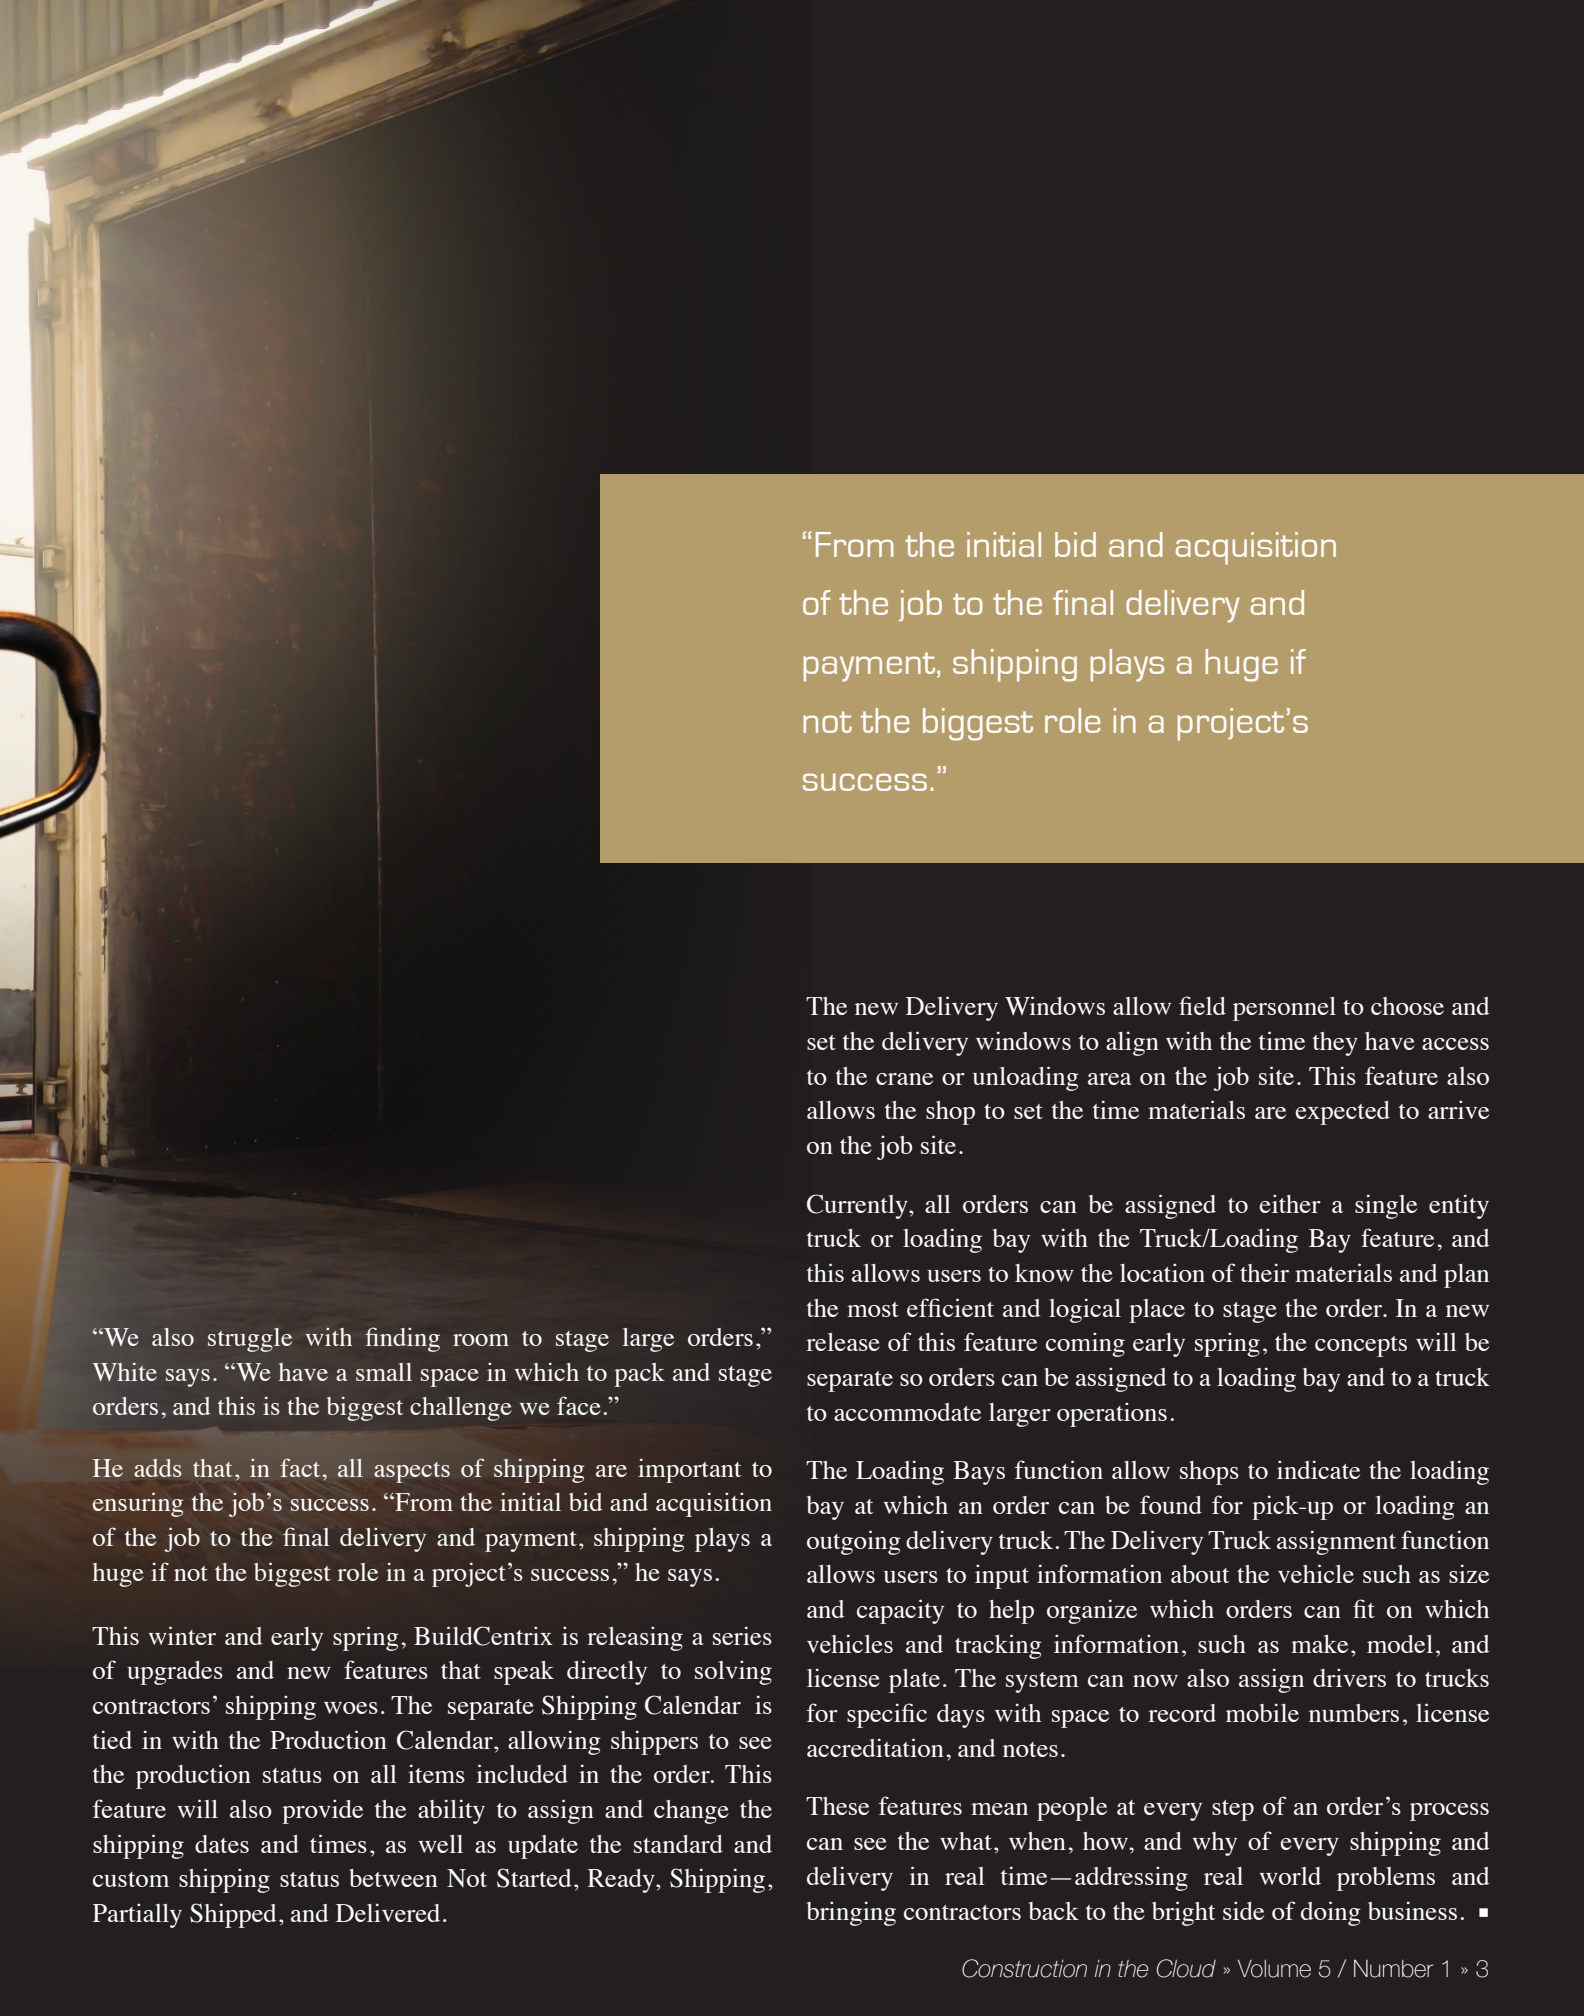 “From the initial bid and acquisition
of the job to the final delivery and
payment, shipping plays a huge if
not the biggest role in a project’s
success.”
“We also struggle with finding room to stage large orders,”
White says. “We have a small space in which to pack and stage
orders, and this is the biggest challenge we face.”
He adds that, in fact, all aspects of shipping are important to
ensuring the job’s success. “From the initial bid and acquisition
of the job to the final delivery and payment, shipping plays a
huge if not the biggest role in a project’s success,” he says.
This winter and early spring, BuildCentrix is releasing a series
of upgrades and new features that speak directly to solving
contractors’ shipping woes. The separate Shipping Calendar is
tied in with the Production Calendar, allowing shippers to see
the production status on all items included in the order. This
feature will also provide the ability to assign and change the
shipping dates and times, as well as update the standard and
custom shipping status between Not Started, Ready, Shipping,
Partially Shipped, and Delivered.
The new Delivery Windows allow field personnel to choose and
set the delivery windows to align with the time they have access
to the crane or unloading area on the job site. This feature also
allows the shop to set the time materials are expected to arrive
on the job site.
Currently, all orders can be assigned to either a single entity
truck or loading bay with the Truck/Loading Bay feature, and
this allows users to know the location of their materials and plan
the most efficient and logical place to stage the order. In a new
release of this feature coming early spring, the concepts will be
separate so orders can be assigned to a loading bay and to a truck
to accommodate larger operations.
The Loading Bays function allow shops to indicate the loading
bay at which an order can be found for pick-up or loading an
outgoing delivery truck. The Delivery Truck assignment function
allows users to input information about the vehicle such as size
and capacity to help organize which orders can fit on which
vehicles and tracking information, such as make, model, and
license plate. The system can now also assign drivers to trucks
for specific days with space to record mobile numbers, license
accreditation, and notes.
These features mean people at every step of an order’s process
can see the what, when, how, and why of every shipping and
delivery in real time—addressing real world problems and
bringing contractors back to the bright side of doing business. ▪
Construction in the Cloud » Volume 5 / Number 1 » 3